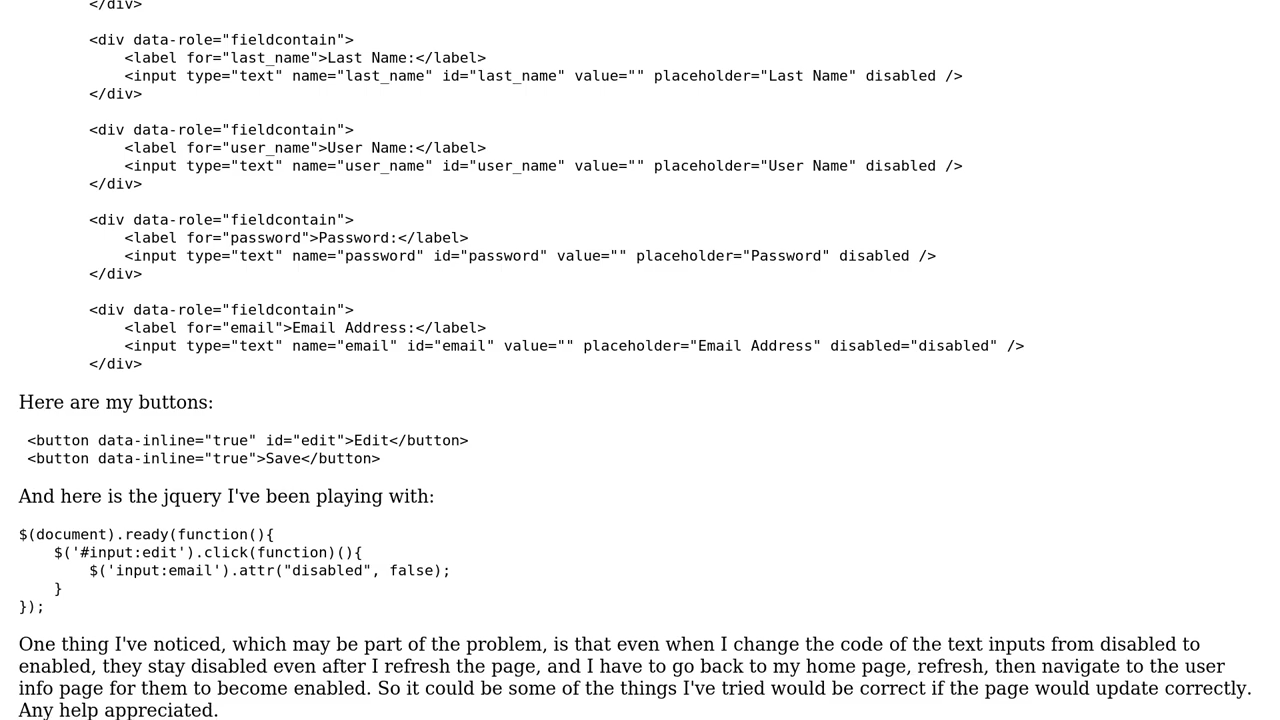 </div>
<div data-role="fieldcontain">
<label for="last_name">Last Name:</label>
<input type="text" name="last_name" id="last_name" value="" placeholder="Last Name" disabled />
</div>
<div data-role="fieldcontain">
<label for="user_name">User Name:</label>
<input type="text" name="user_name" id="user_name" value="" placeholder="User Name" disabled />
</div>
<div data-role="fieldcontain">
<label for="password">Password:</label>
<input type="text" name="password" id="password" value="" placeholder="Password" disabled />
</div>
<div data-role="fieldcontain">
<label for="email">Email Address:</label>
<input type="text" name="email" id="email" value="" placeholder="Email Address" disabled="disabled" />
</div>
Here are my buttons:
<button data-inline="true" id="edit">Edit</button>
<button data-inline="true">Save</button>
And here is the jquery I've been playing with:
$(document).ready(function(){
$('#input:edit').click(function)(){
$('input:email').attr("disabled", false);
}
});
One thing I've noticed, which may be part of the problem, is that even when I change the code of the text inputs from disabled to
enabled, they stay disabled even after I refresh the page, and I have to go back to my home page, refresh, then navigate to the user
info page for them to become enabled. So it could be some of the things I've tried would be correct if the page would update correctly.
Any help appreciated.